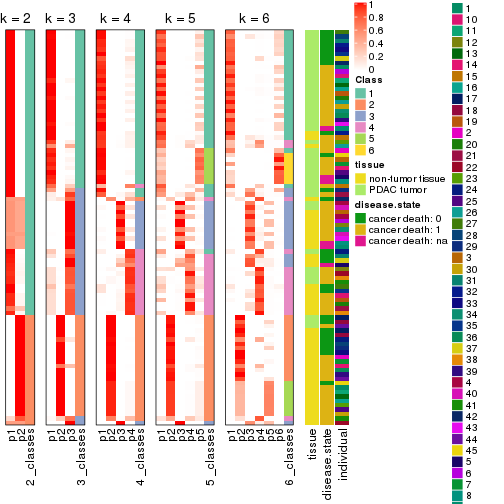 k = 2
k = 3
k = 4
k = 5
k = 6
p1
p2
2_classes
p1
p2
p3
3_classes
p1
p2
p3
p4
4_classes
p1
p2
p3
p4
p5
5_classes
p1
p2
p3
p4
p5
p6
6_classes
tissue
disease.state
individual
1
0.8
0.6
0.4
0.2
0
Class
1
2
3
4
5
6
tissue
non-tumor tissue
PDAC tumor
disease.state
cancer death: 0
cancer death: 1
cancer death: na
1
10
11
12
13
14
15
16
17
18
19
2
20
21
22
23
24
25
26
27
28
29
3
30
31
32
33
34
35
36
37
38
39
4
40
41
42
43
44
45
5
6
7
8